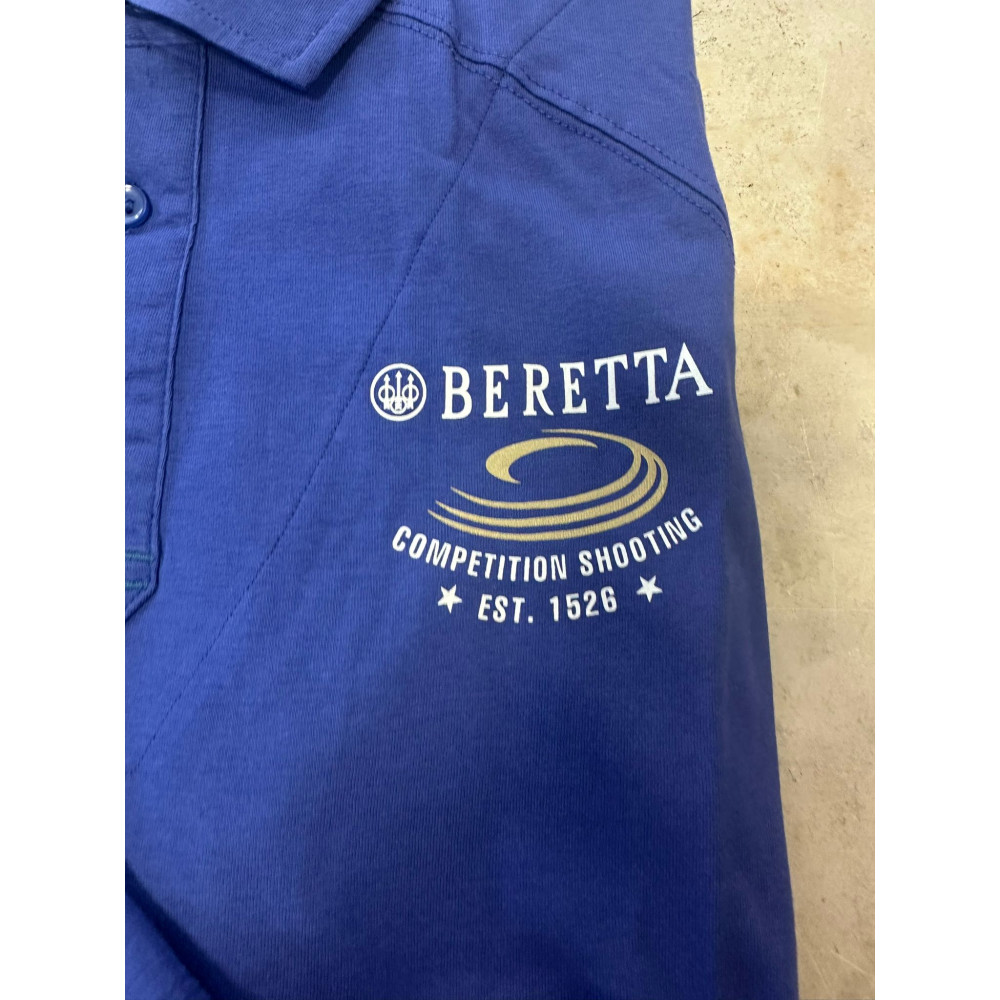 BERETTA
COMPETITION SHOOTING
EST. 1526